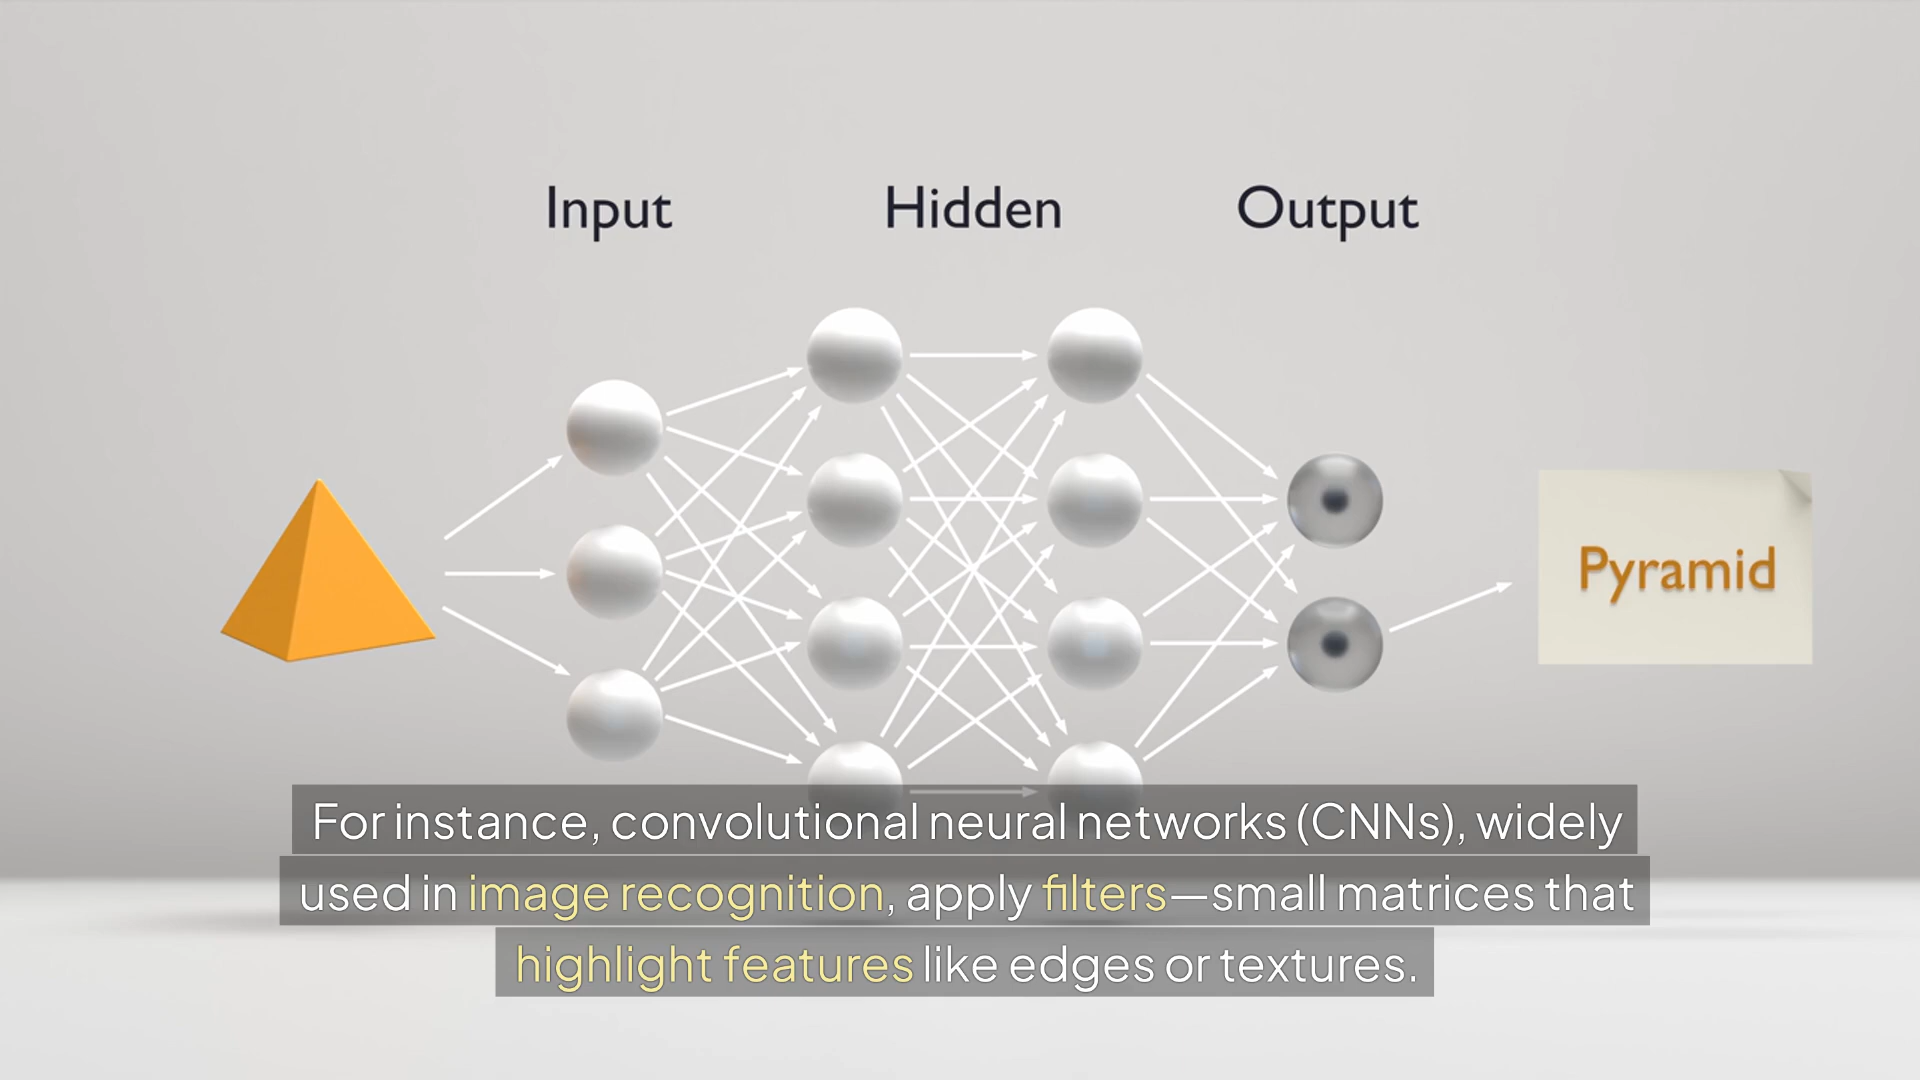 Input Hidden Output
Pyramid
For instance, convolutional neural networks (CNNs), widely
used in image recognition, apply filters—small matrices that
highlight features like edges or textures.